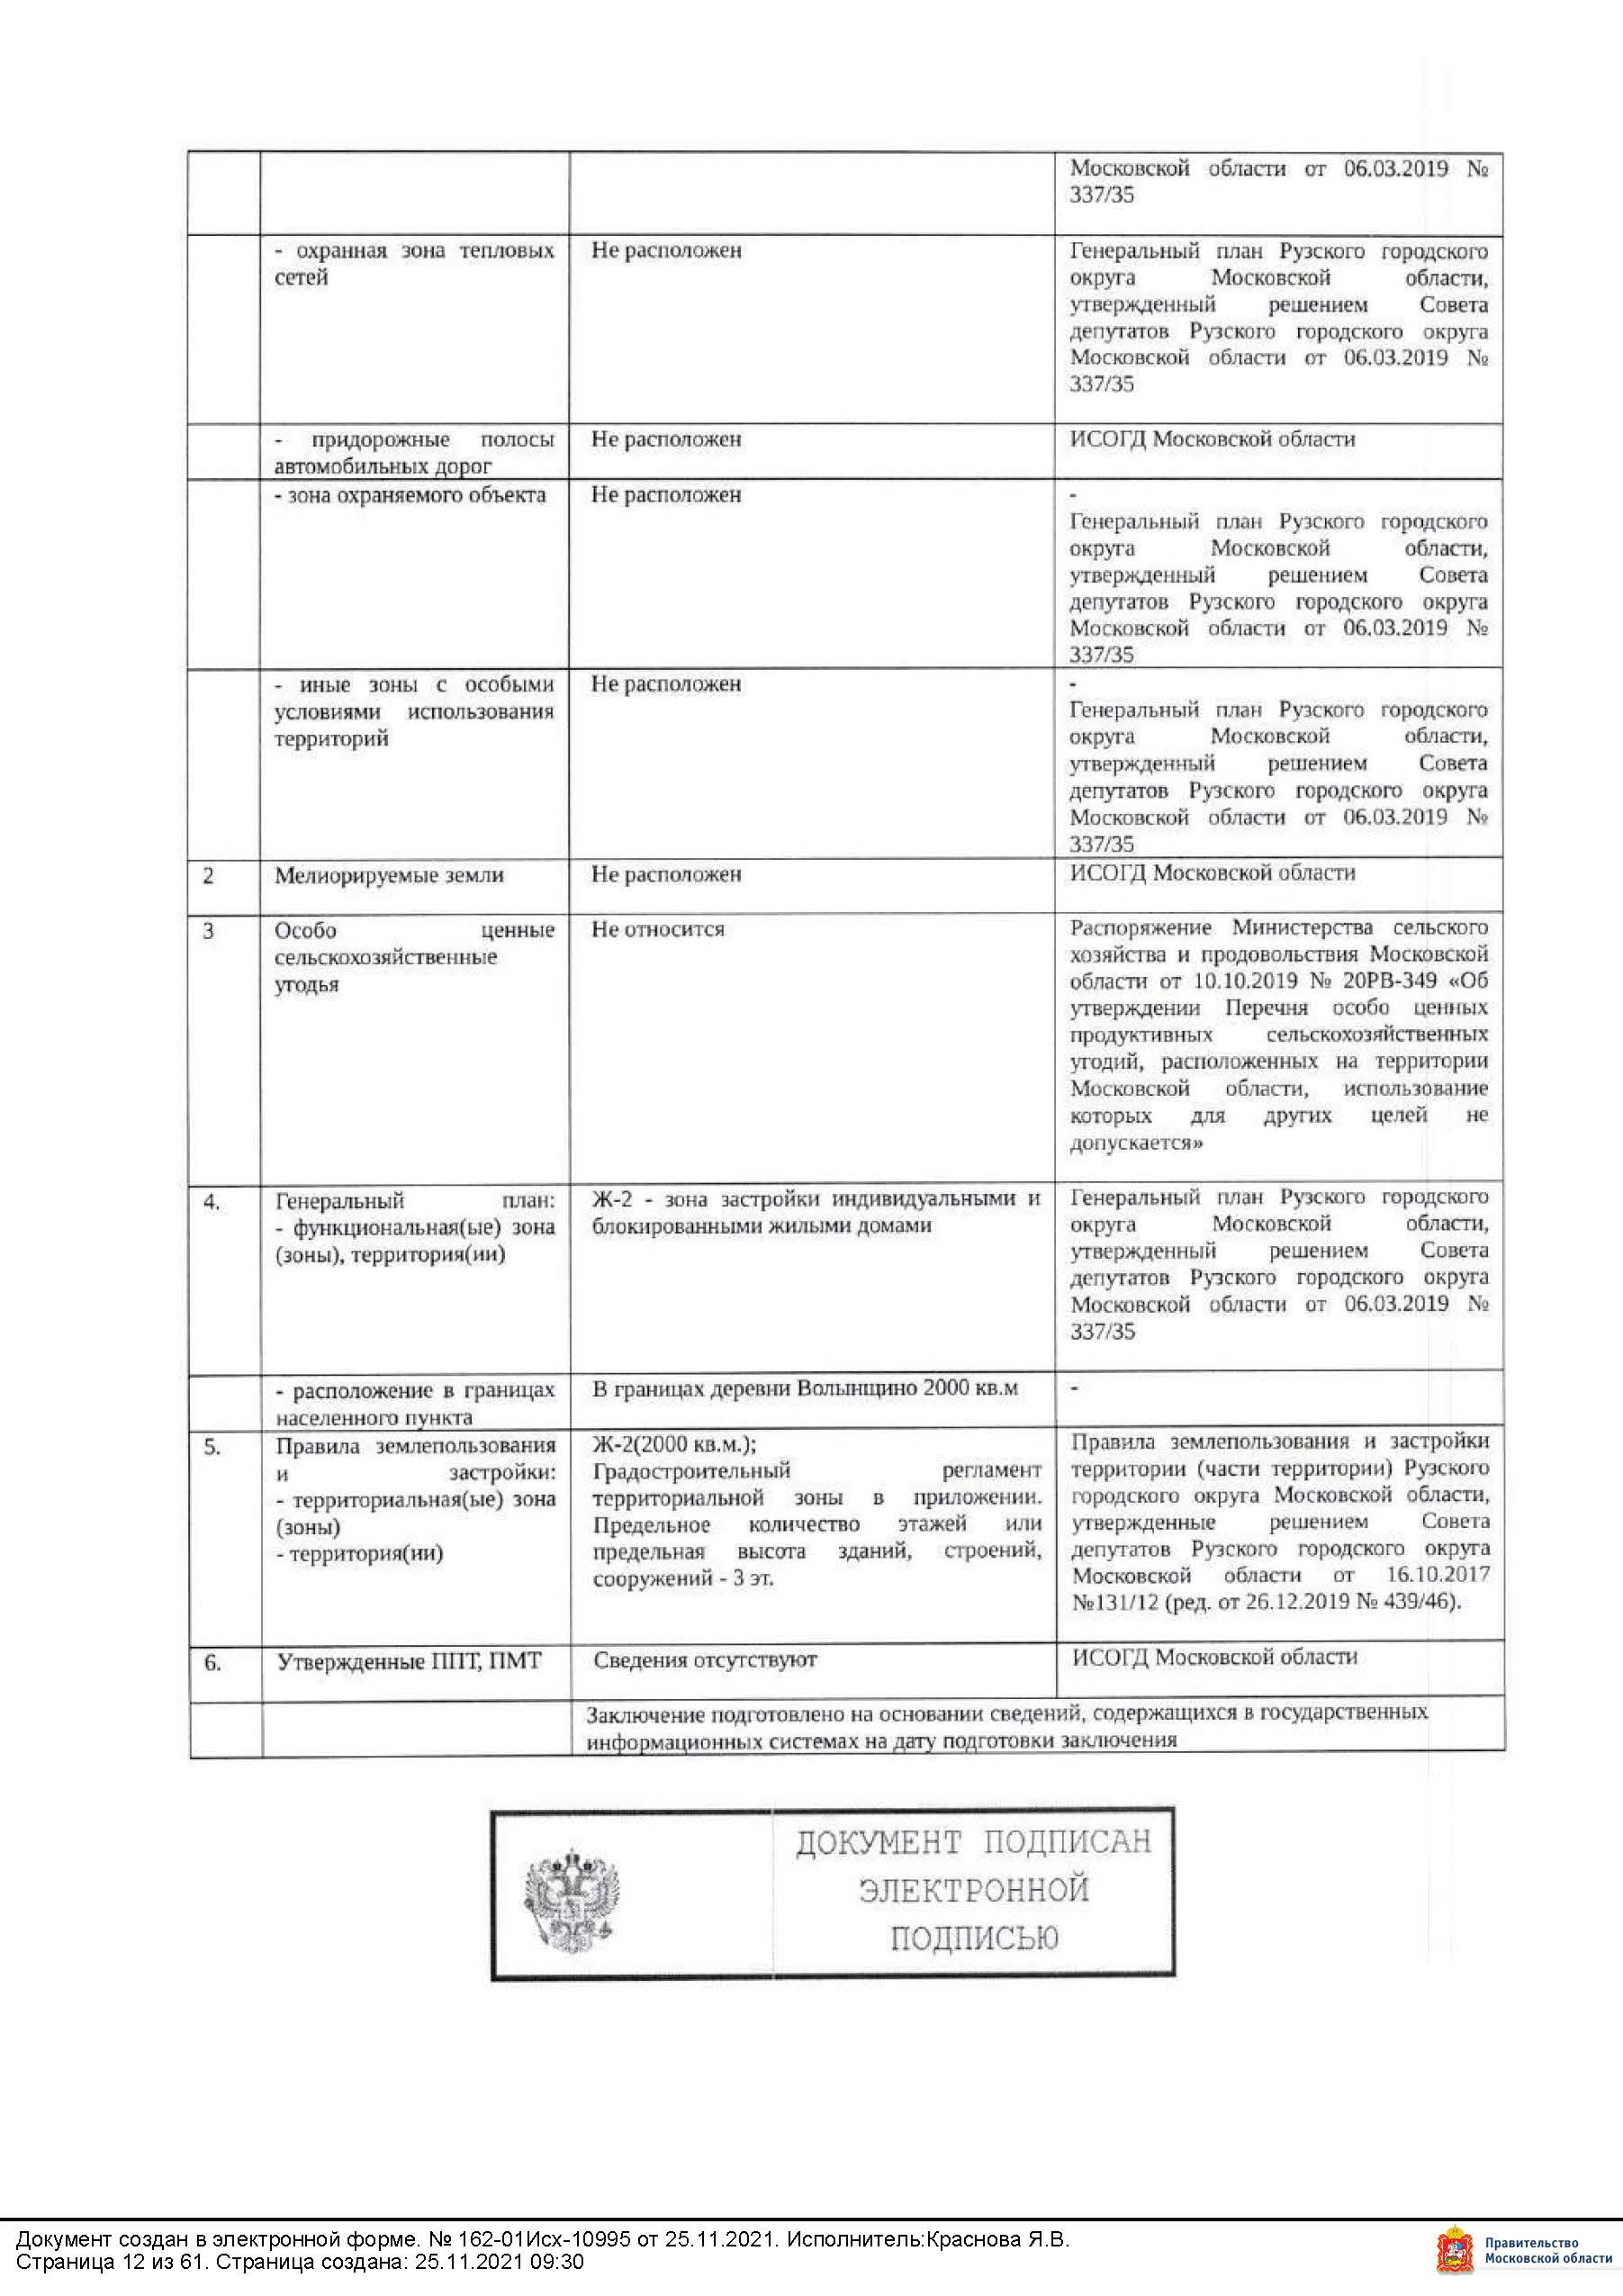 Московской области от 06.03.2019 №
337/35
- охранная зона тепловых
сетей
Не расположен
Генеральный план Рузского городского
округа Московской области,
утвержденный решением Совета
депутатов Рузского городского округа
Московской области от 06.03.2019 №
337/35
- придорожные полосы
автомобильных дорог
Не расположен
ИСОГД Московской области
- зона охраняемого объекта
Не расположен
-
Генеральный план Рузского городского
округа Московской области,
утвержденный решением Совета
депутатов Рузского городского округа
Московской области от 06.03.2019 №
337/35
- иные зоны с особыми
условиями использования
территорий
Не расположен
-
Генеральный план Рузского городского
округа Московской области,
утвержденный решением Совета
депутатов Рузского городского округа
Московской области от 06.03.2019 №
337/35
2
Мелиорируемые земли
Не расположен
ИСОГД Московской области
3
Особо ценные
сельскохозяйственные
угодья
Не относится
Распоряжение Министерства сельского
хозяйства и продовольствия Московской
области от 10.10.2019 № 20РВ-349 «Об
утверждении Перечня особо ценных
продуктивных сельскохозяйственных
угодий, расположенных на территории
Московской области, использование
которых для других целей не
допускается»
4.
Генеральный план:
- функциональная(ые) зона
(зоны), территория(ии)
Ж-2 - зона застройки индивидуальными и
блокированными жилыми домами
Генеральный план Рузского городского
округа Московской области,
утвержденный решением Совета
депутатов Рузского городского округа
Московской области от 06.03.2019 №
337/35
- расположение в границах
населенного пункта
В границах деревни Волынщино 2000 кв.м
-
5.
Правила землепользования
и застройки:
- территориальная(ые) зона
(зоны)
- территория(ии)
Ж-2(2000 кв.м.);
Градостроительный регламент
территориальной зоны в приложении.
Предельное количество этажей или
предельная высота зданий, строений,
сооружений - 3 эт.
Правила землепользования и застройки
территории (части территории) Рузского
городского округа Московской области,
утвержденные решением Совета
депутатов Рузского городского округа
Московской области от 16.10.2017
№131/12 (ред. от 26.12.2019 № 439/46).
6.
Утвержденные ППТ, ПМТ
Сведения отсутствуют
ИСОГД Московской области
Заключение подготовлено на основании сведений, содержащихся в государственных
информационных системах на дату подготовки заключения
ДОКУМЕНТ ПОДПИСАН
ЭЛЕКТРОННОЙ
ПОДПИСЬЮ
Документ создан в электронной форме. № 162-01Исх-10995 от 25.11.2021. Исполнитель:Краснова Я.В.
Страница 12 из 61. Страница создана: 25.11.2021 09:30
Правительство
Московской области